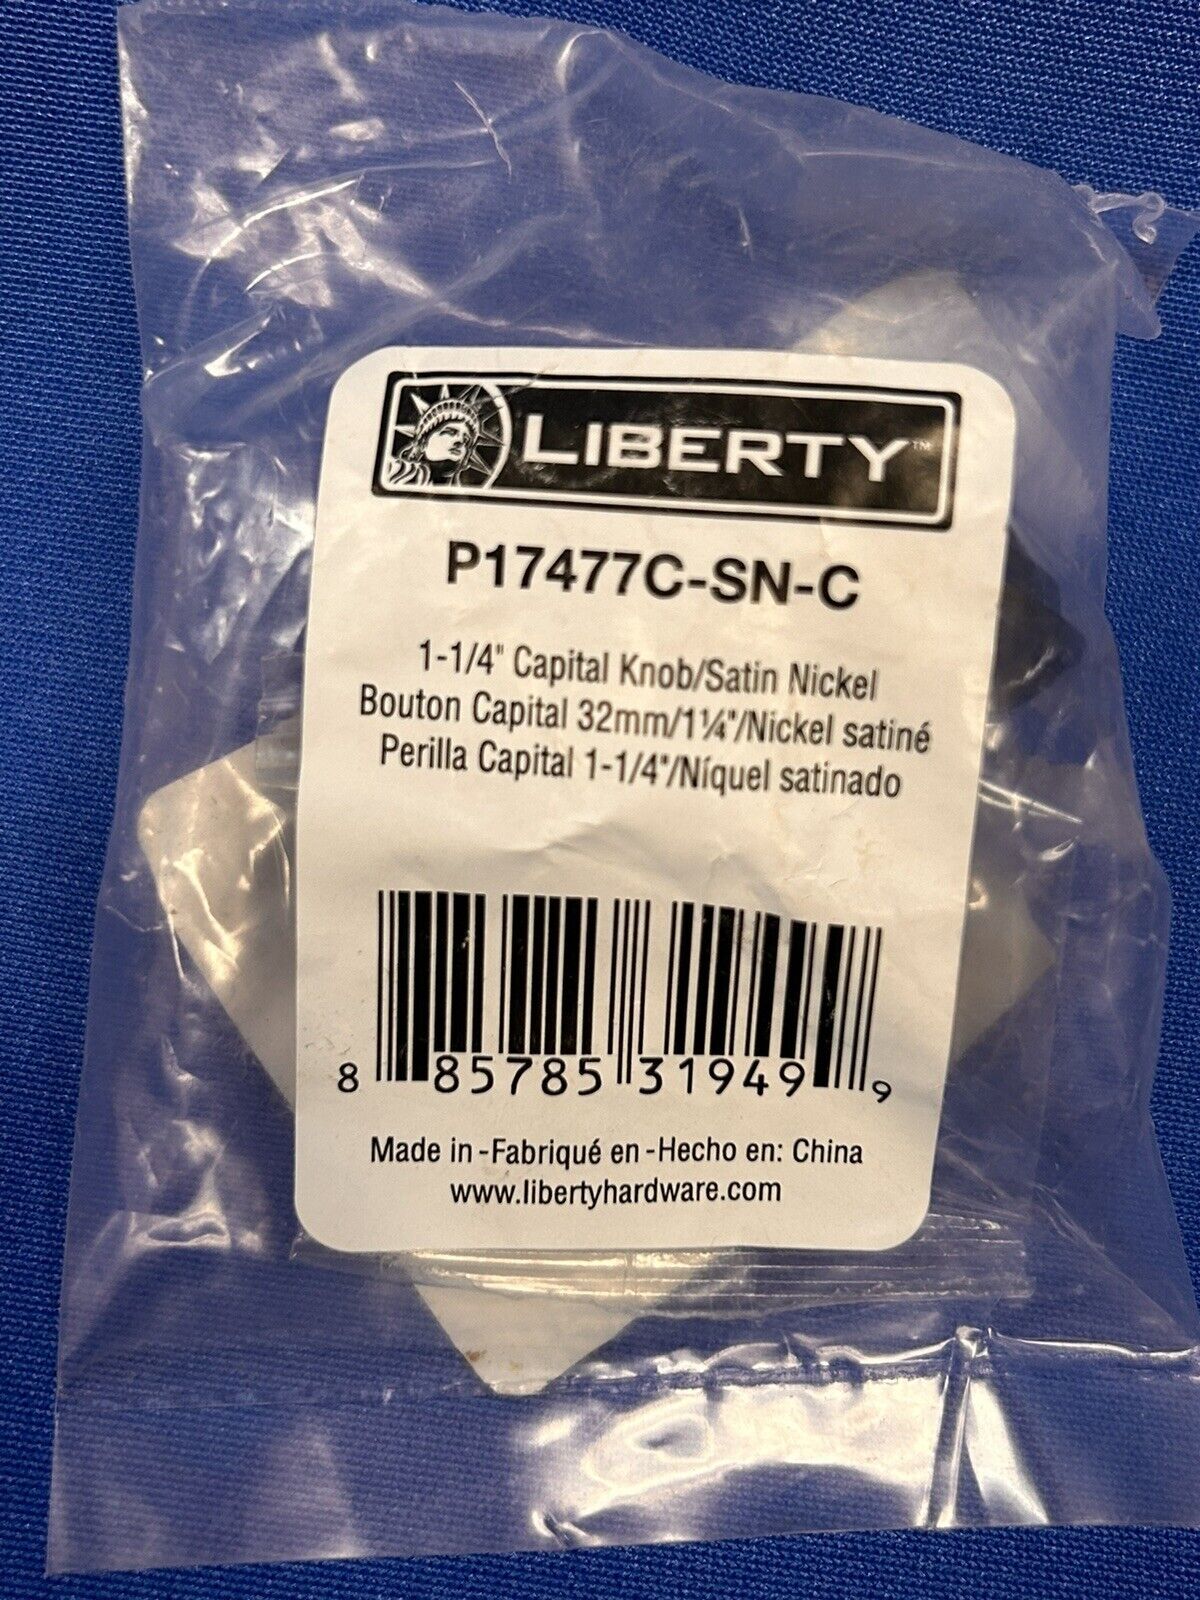 LIBERTY™
P17477C-SN-C
1-1/4" Capital Knob/Satin Nickel
Bouton Capital 32mm/1¼"/Nickel satiné
Perilla Capital 1-1/4"/Níquel satinado
8 85785 31949 9
Made in -Fabriqué en -Hecho en: China
www.libertyhardware.com